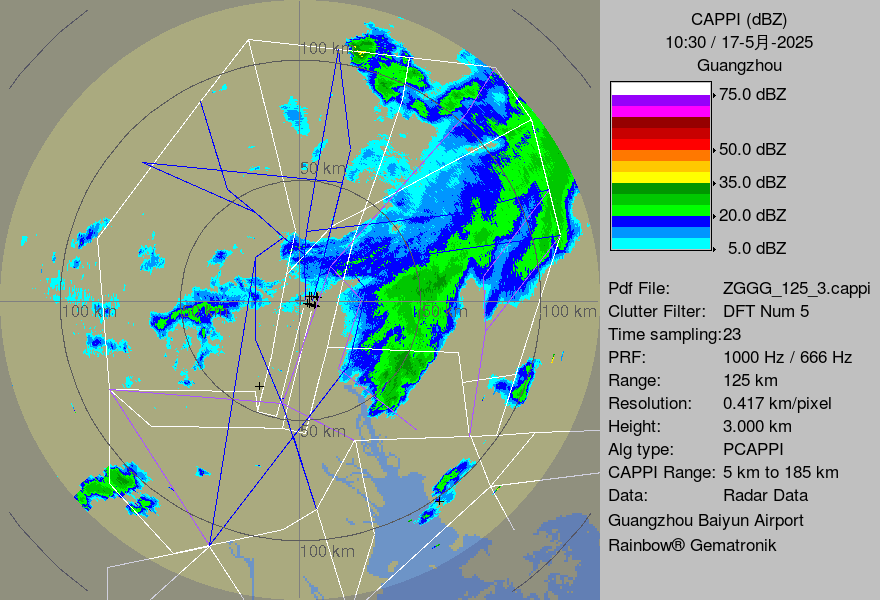 CAPPI (dBZ)
10:30 / 17-5月-2025
Guangzhou
75.0 dBZ
50.0 dBZ
35.0 dBZ
20.0 dBZ
5.0 dBZ
Pdf File: ZGGG_125_3.cappi
Clutter Filter: DFT Num 5
Time sampling:23
PRF: 1000 Hz / 666 Hz
Range: 125 km
Resolution: 0.417 km/pixel
Height: 3.000 km
Alg type: PCAPPI
CAPPI Range: 5 km to 185 km
Data: Radar Data
Guangzhou Baiyun Airport
Rainbow® Gematronik
100 km
50 km
100 km
50 km
100 km
50 km
100 km